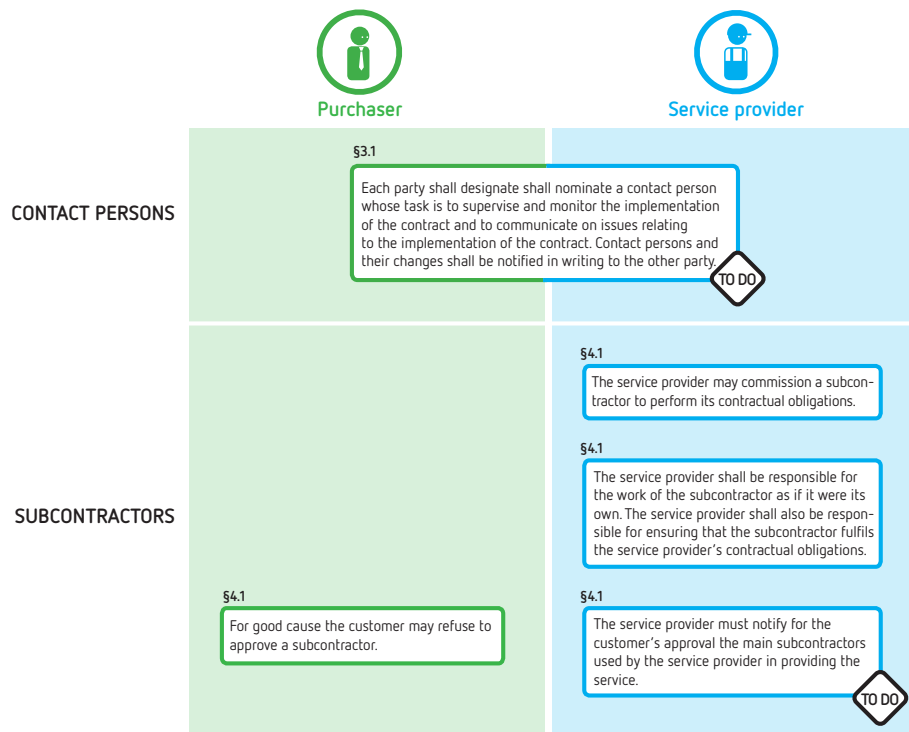 Purchaser
Service provider
CONTACT PERSONS
§3.1
Each party shall designate shall nominate a contact person
whose task is to supervise and monitor the implementation
of the contract and to communicate on issues relating
to the implementation of the contract. Contact persons and
their changes shall be notified in writing to the other party.
TO DO
SUBCONTRACTORS
§4.1
The service provider may commission a subcon-
tractor to perform its contractual obligations.
§4.1
The service provider shall be responsible for
the work of the subcontractor as if it were its
own. The service provider shall also be respon-
sible for ensuring that the subcontractor fulfils
the service provider's contractual obligations.
§4.1
For good cause the customer may refuse to
approve a subcontractor.
§4.1
The service provider must notify for the
customer's approval the main subcontractors
used by the service provider in providing the
service.
TO DO